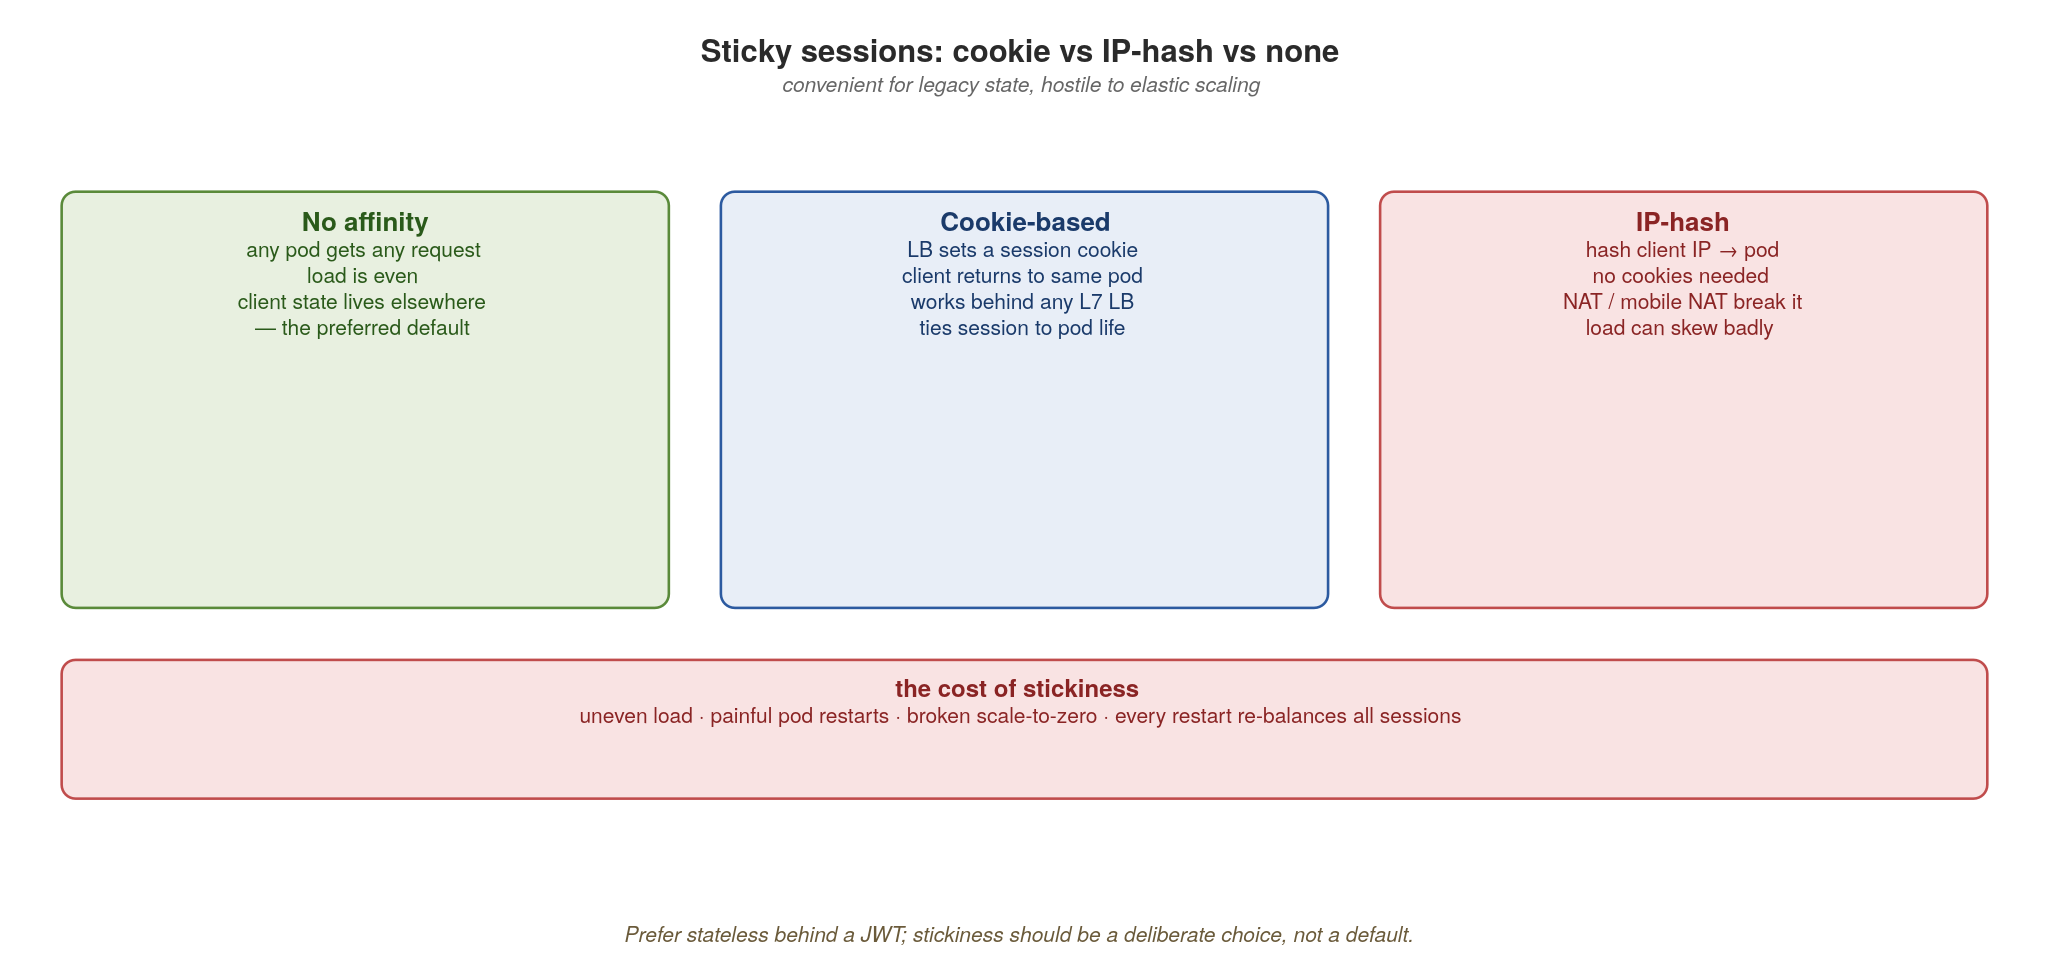 Sticky sessions: cookie vs IP-hash vs none
convenient for legacy state, hostile to elastic scaling
No affinity
any pod gets any request
load is even
client state lives elsewhere
— the preferred default
Cookie-based
LB sets a session cookie
client returns to same pod
works behind any L7 LB
ties session to pod life
IP-hash
hash client IP → pod
no cookies needed
NAT / mobile NAT break it
load can skew badly
the cost of stickiness
uneven load · painful pod restarts · broken scale-to-zero · every restart re-balances all sessions
Prefer stateless behind a JWT; stickiness should be a deliberate choice, not a default.